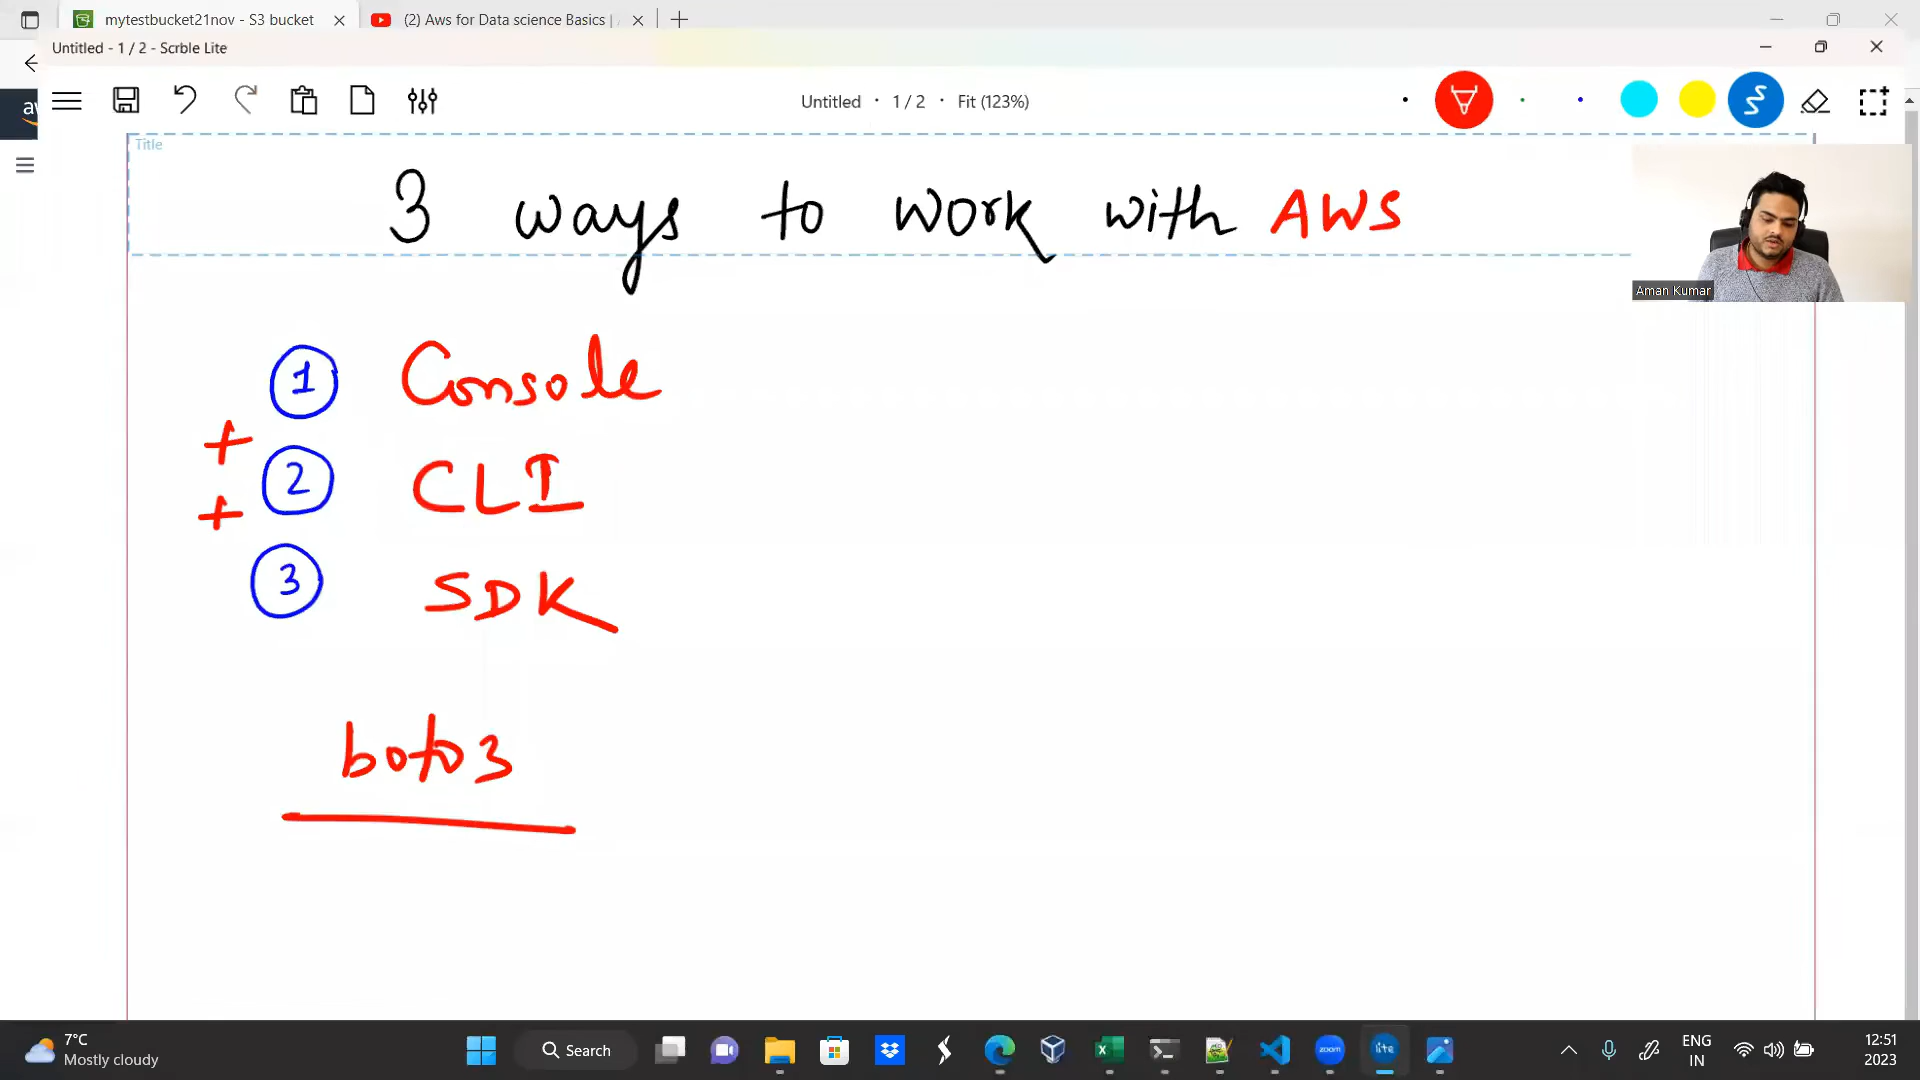 mytestbucket21nov - S3 bucket
(2) Aws for Data science Basics |
Untitled - 1 / 2 - Scrble Lite
Untitled · 1 / 2 · Fit (123%)
Title
3 ways to work with AWS
Aman Kumar
1 Console
+
2 CLI
+
3 SDK
boto3
7°C
Mostly cloudy
Search
zoom
lite
ENG
IN
12:51
2023